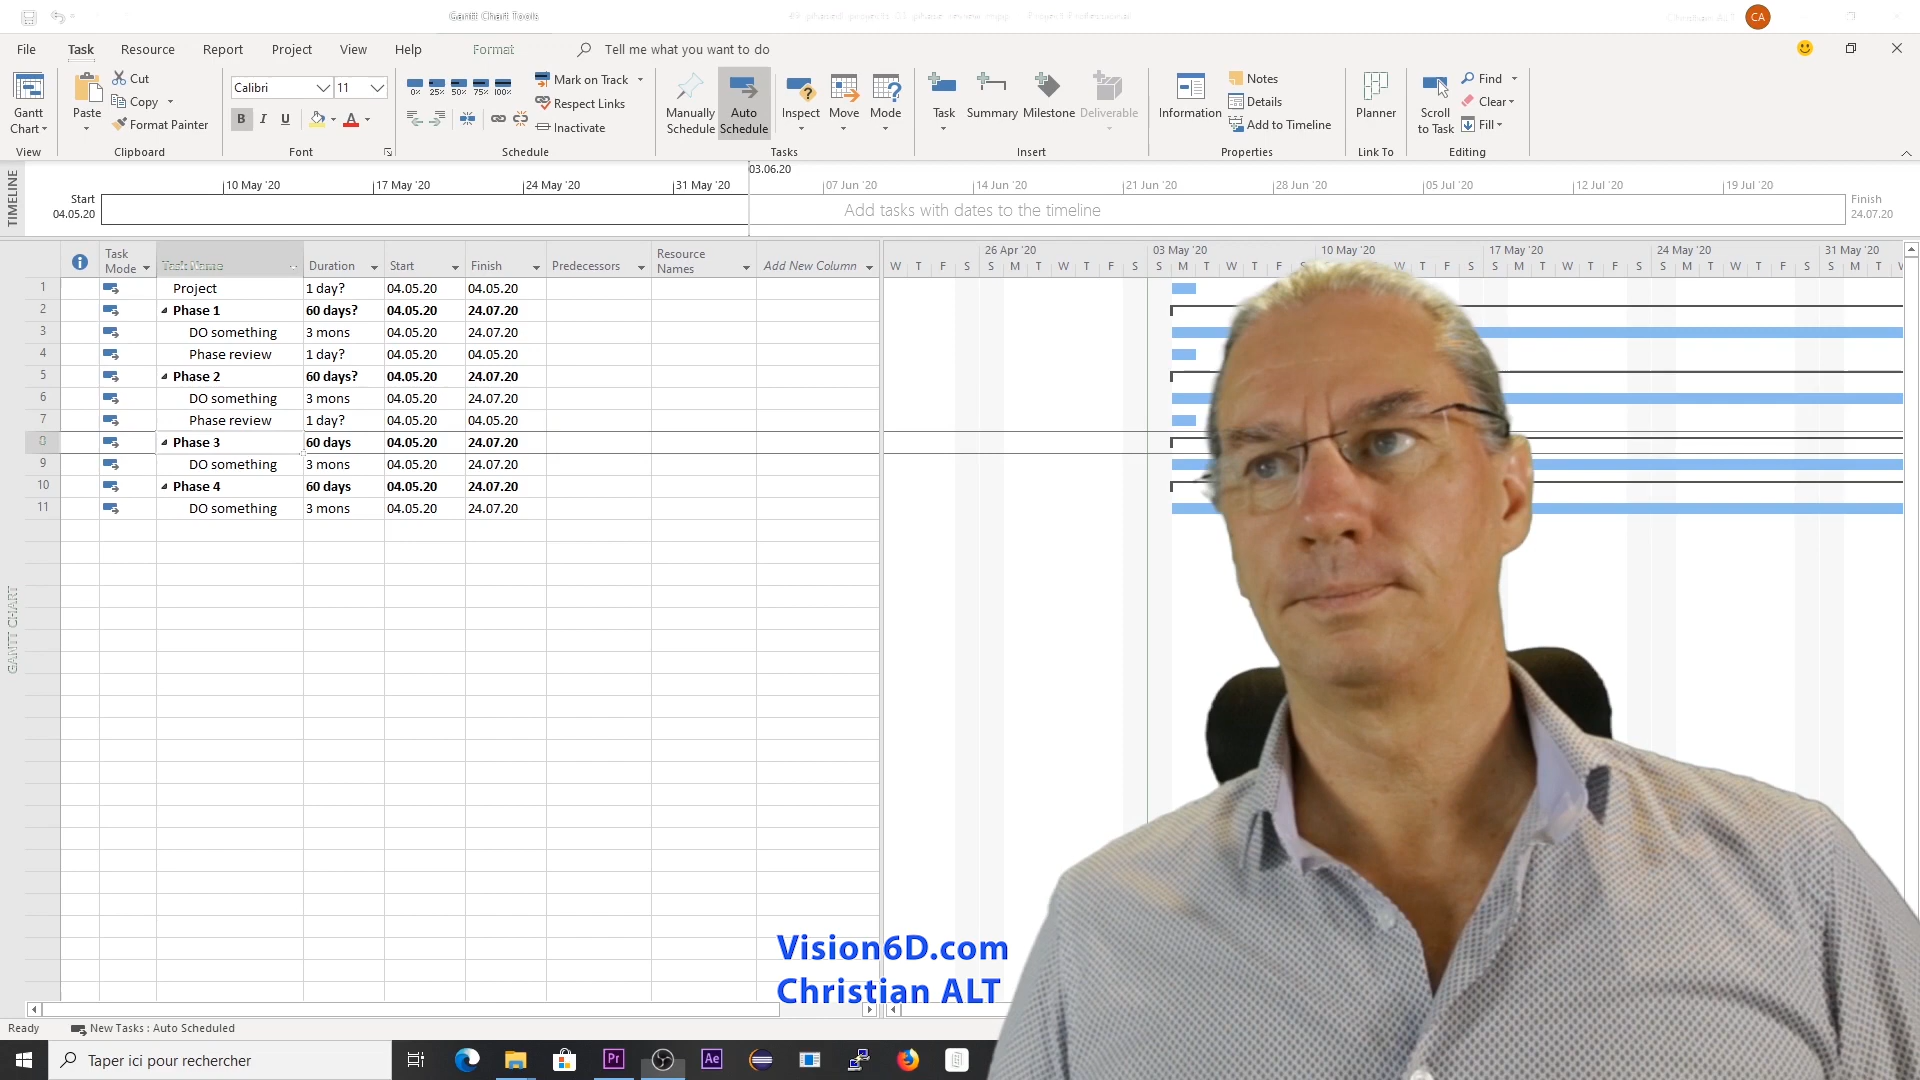 Gantt Chart Tools
Christian ALT
CA
File Task Resource Report Project View Help Format Tell me what you want to do
Gantt Chart
View
Paste
Cut
Copy
Format Painter
Clipboard
Calibri 11
B I U A
Font
0% 25% 50% 75% 100%
Mark on Track
Respect Links
Inactivate
Schedule
Manually Schedule
Auto Schedule
Inspect
Move
Mode
Tasks
Task
Summary
Milestone
Deliverable
Insert
Information
Notes
Details
Add to Timeline
Properties
Planner
Link To
Scroll to Task
Find
Clear
Fill
Editing
TIMELINE
03.06.20
10 May '20 17 May '20 24 May '20 31 May '20 07 Jun '20 14 Jun '20 21 Jun '20 28 Jun '20 05 Jul '20 12 Jul '20 19 Jul '20
Start
04.05.20
Add tasks with dates to the timeline
Finish
24.07.20
Task Mode Task Name Duration Start Finish Predecessors Resource Names Add New Column
26 Apr '20 03 May '20 10 May '20 17 May '20 24 May '20 31 May '20
W T F S S M T W T F S S M T W T F S S M T W T F S S M T W T F S S M T W T F S S M T
1 Project 1 day? 04.05.20 04.05.20
2 Phase 1 60 days? 04.05.20 24.07.20
3 DO something 3 mons 04.05.20 24.07.20
4 Phase review 1 day? 04.05.20 04.05.20
5 Phase 2 60 days? 04.05.20 24.07.20
6 DO something 3 mons 04.05.20 24.07.20
7 Phase review 1 day? 04.05.20 04.05.20
8 Phase 3 60 days 04.05.20 24.07.20
9 DO something 3 mons 04.05.20 24.07.20
10 Phase 4 60 days 04.05.20 24.07.20
11 DO something 3 mons 04.05.20 24.07.20
GANTT CHART
Vision6D.com
Christian ALT
Ready New Tasks : Auto Scheduled
Taper ici pour rechercher
Pr
Ae